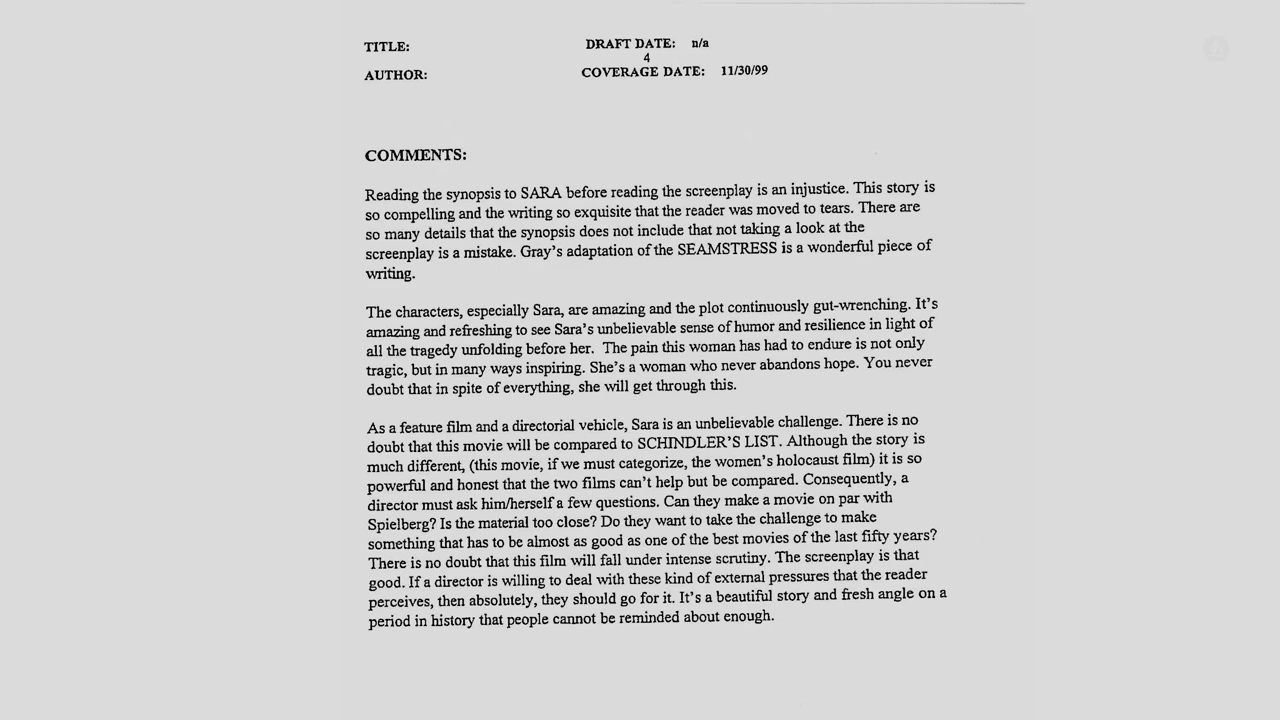 TITLE: DRAFT DATE: n/a
4
AUTHOR: COVERAGE DATE: 11/30/99
COMMENTS:
Reading the synopsis to SARA before reading the screenplay is an injustice. This story is
so compelling and the writing so exquisite that the reader was moved to tears. There are
so many details that the synopsis does not include that not taking a look at the
screenplay is a mistake. Gray's adaptation of the SEAMSTRESS is a wonderful piece of
writing.
The characters, especially Sara, are amazing and the plot continuously gut-wrenching. It's
amazing and refreshing to see Sara's unbelievable sense of humor and resilience in light of
all the tragedy unfolding before her. The pain this woman has had to endure is not only
tragic, but in many ways inspiring. She's a woman who never abandons hope. You never
doubt that in spite of everything, she will get through this.
As a feature film and a directorial vehicle, Sara is an unbelievable challenge. There is no
doubt that this movie will be compared to SCHINDLER'S LIST. Although the story is
much different, (this movie, if we must categorize, the women's holocaust film) it is so
powerful and honest that the two films can't help but be compared. Consequently, a
director must ask him/herself a few questions. Can they make a movie on par with
Spielberg? Is the material too close? Do they want to take the challenge to make
something that has to be almost as good as one of the best movies of the last fifty years?
There is no doubt that this film will fall under intense scrutiny. The screenplay is that
good. If a director is willing to deal with these kind of external pressures that the reader
perceives, then absolutely, they should go for it. It's a beautiful story and fresh angle on a
period in history that people cannot be reminded about enough.